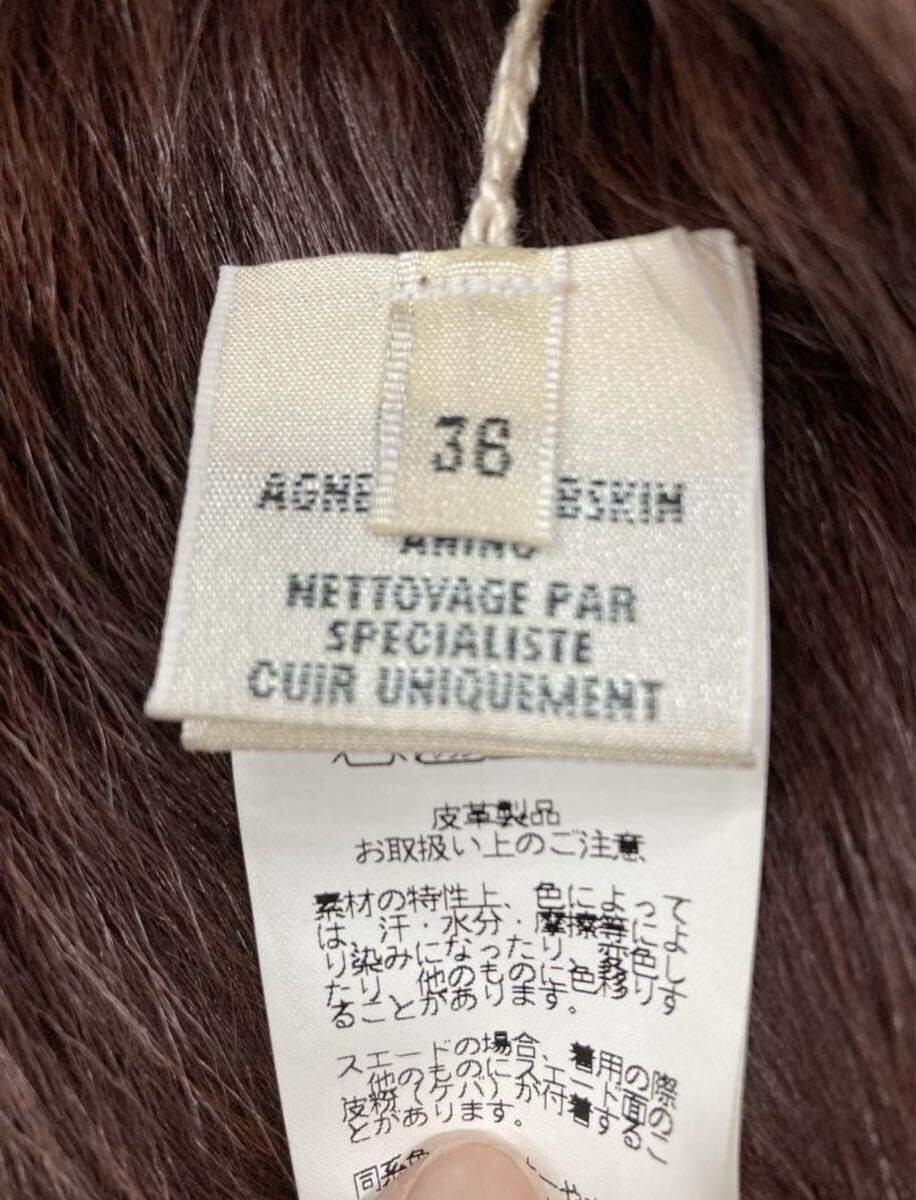 36
AGNE BSKIN
NETTOYAGE PAR
SPECIALISTE
CUIR UNIQUEMENT
皮革製品
お取扱い上のご注意
素材の特性上、色によって
は、汗・水分・摩擦等によ
り染みになったり、変色し
たり、他のものに色移りす
ることがあります。
スエードの場合、着用の際
他のものにスエードの面の
皮粉(ケバ)が付着するこ
とがあります。
同系色